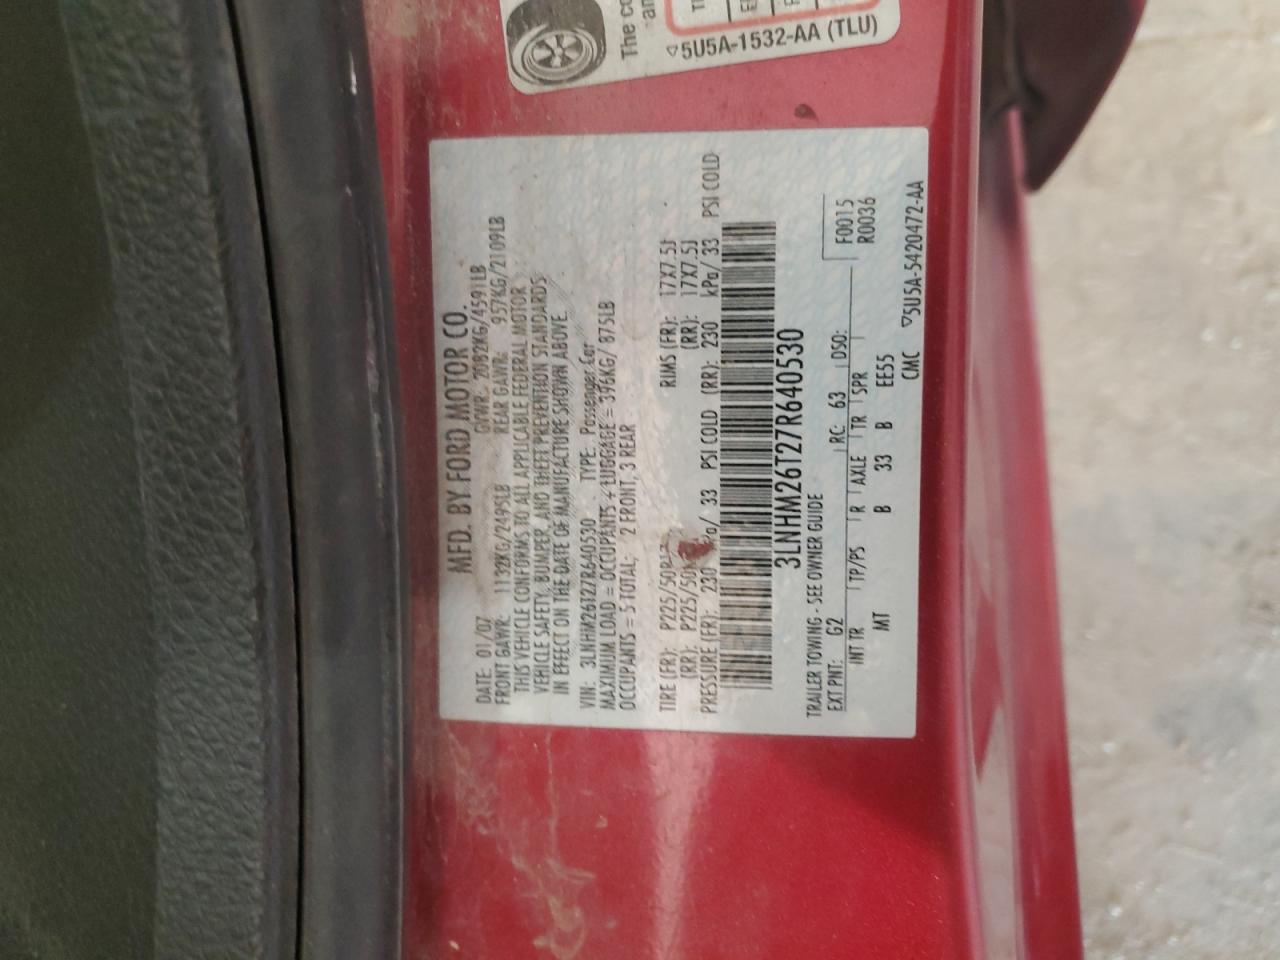 The co
an
5U5A-1532-AA (TLU)
MFD. BY FORD MOTOR CO.
DATE: 01/07 GVWR: 2082KG/4591LB
FRONT GAWR: 1132KG/2495LB REAR GAWR: 957KG/2109LB
THIS VEHICLE CONFORMS TO ALL APPLICABLE FEDERAL MOTOR
VEHICLE SAFETY, BUMPER, AND THEFT PREVENTION STANDARDS
IN EFFECT ON THE DATE OF MANUFACTURE SHOWN ABOVE.
VIN: 3LNHM26T27R640530 TYPE: Passenger Car
MAXIMUM LOAD = OCCUPANTS + LUGGAGE = 396KG/ 875LB
OCCUPANTS = 5 TOTAL: 2 FRONT, 3 REAR
TIRE (FR): P225/50R1 RIMS (FR): 17X7.5J
(RR): P225/50 (RR): 17X7.5J
PRESSURE (FR): 230 kPa/ 33 PSI COLD (RR): 230 kPa/ 33 PSI COLD
3LNHM26T27R640530
TRAILER TOWING - SEE OWNER GUIDE
EXT PNT: G2 RC: 63 DSO: F0015
INT TR TP/PS R AXLE TR SPR R0036
MT B 33 B EE55
CMC 5U5A-5420472-AA